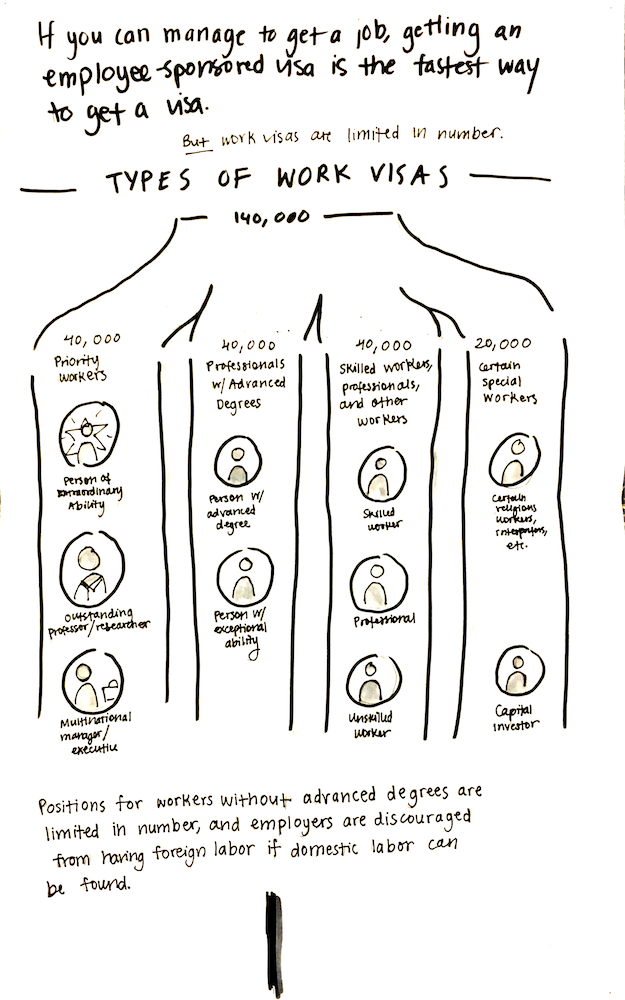 If you can manage to get a job, getting an
employee-sponsored visa is the fastest way
to get a visa.
But work visas are limited in number.
TYPES OF WORK VISAS
140,000
40,000
Priority
workers
Person of
Extraordinary
Ability
Outstanding
professor/researcher
Multinational
manager/
executive
40,000
Professionals
w/ Advanced
Degrees
Person w/
advanced
degree
Person w/
exceptional
ability
40,000
Skilled workers,
professionals,
and other
workers
Skilled
worker
Professional
Unskilled
worker
20,000
Certain
special
workers
Certain
religious
workers,
interpreters,
etc.
Capital
investor
Positions for workers without advanced degrees are
limited in number, and employers are discouraged
from having foreign labor if domestic labor can
be found.